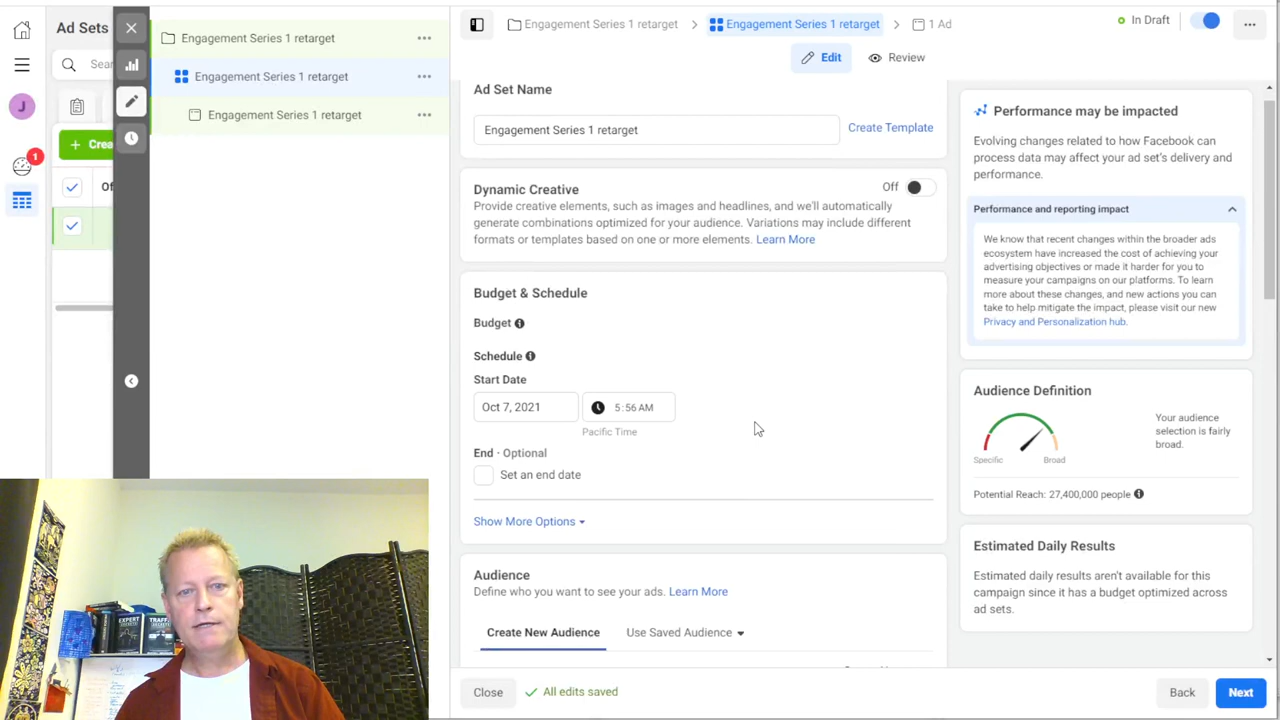 Ad Sets
Sear
J
1
Crea
Of
Engagement Series 1 retarget
Engagement Series 1 retarget
Engagement Series 1 retarget
Engagement Series 1 retarget
Engagement Series 1 retarget
1 Ad
In Draft
Edit
Review
Ad Set Name
Engagement Series 1 retarget
Create Template
Dynamic Creative
Off
Provide creative elements, such as images and headlines, and we'll automatically
generate combinations optimized for your audience. Variations may include different
formats or templates based on one or more elements. Learn More
Budget & Schedule
Budget
Schedule
Start Date
Oct 7, 2021
5:56 AM
Pacific Time
End · Optional
Set an end date
Show More Options
Audience
Define who you want to see your ads. Learn More
Create New Audience
Use Saved Audience
Close
All edits saved
Back
Next
Performance may be impacted
Evolving changes related to how Facebook can
process data may affect your ad set's delivery and
performance.
Performance and reporting impact
We know that recent changes within the broader ads
ecosystem have increased the cost of achieving your
advertising objectives or made it harder for you to
measure your campaigns on our platforms. To learn
more about these changes, and new actions you can
take to help mitigate the impact, please visit our new
Privacy and Personalization hub.
Audience Definition
Your audience
selection is fairly
broad.
Specific
Broad
Potential Reach: 27,400,000 people
Estimated Daily Results
Estimated daily results aren't available for this
campaign since it has a budget optimized across
ad sets.
EXPERT
SECRETS
TRAFF